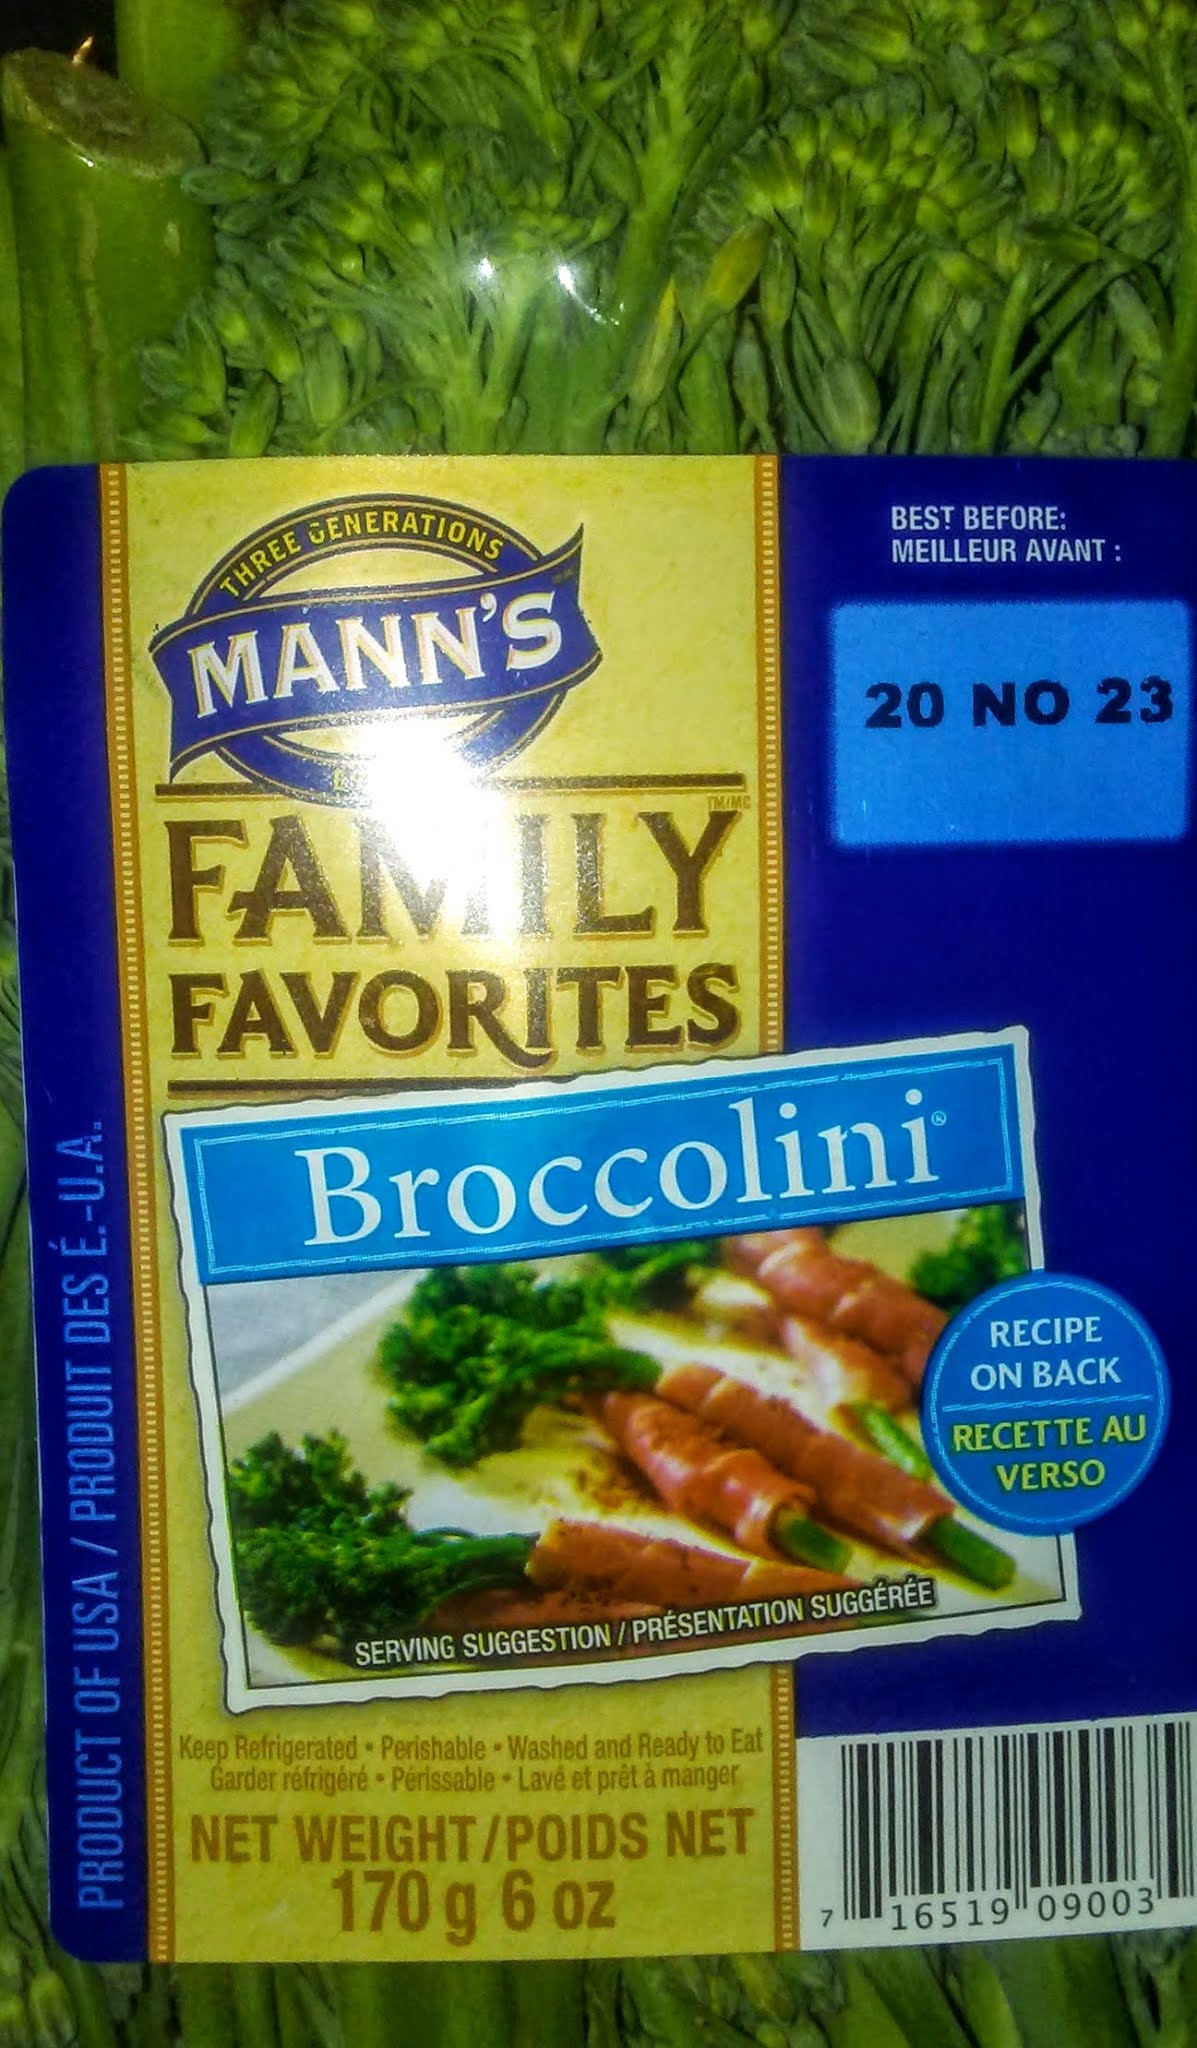 THREE GENERATIONS
MANN'S
FAMILY
TM/MC
FAVORITES
Broccolini®
BEST BEFORE:
MEILLEUR AVANT :
20 NO 23
RECIPE
ON BACK
RECETTE AU
VERSO
SERVING SUGGESTION / PRÉSENTATION SUGGÉRÉE
Keep Refrigerated • Perishable • Washed and Ready to Eat
Garder réfrigéré • Périssable • Lavé et prêt à manger
NET WEIGHT/POIDS NET
170 g 6 oz
PRODUCT OF USA / PRODUIT DES É.-U.A.
7 16519 09003